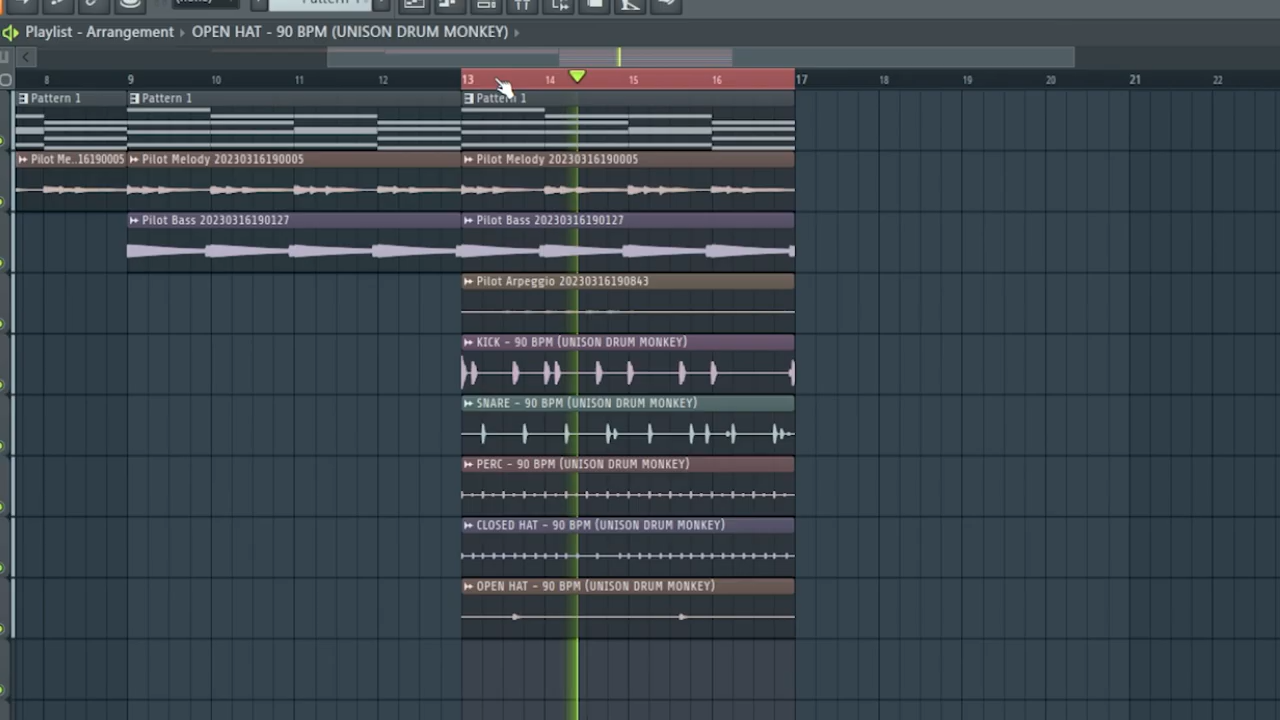 Pattern 1
Playlist - Arrangement ▸ OPEN HAT - 90 BPM (UNISON DRUM MONKEY) ▸
8 9 10 11 12 13 14 15 16 17 18 19 20 21 22
Pattern 1 Pattern 1 Pattern 1
Pilot Me..16190005 Pilot Melody 20230316190005 Pilot Melody 20230316190005
Pilot Bass 20230316190127 Pilot Bass 20230316190127
Pilot Arpeggio 20230316190843
KICK - 90 BPM (UNISON DRUM MONKEY)
SNARE - 90 BPM (UNISON DRUM MONKEY)
PERC - 90 BPM (UNISON DRUM MONKEY)
CLOSED HAT - 90 BPM (UNISON DRUM MONKEY)
OPEN HAT - 90 BPM (UNISON DRUM MONKEY)